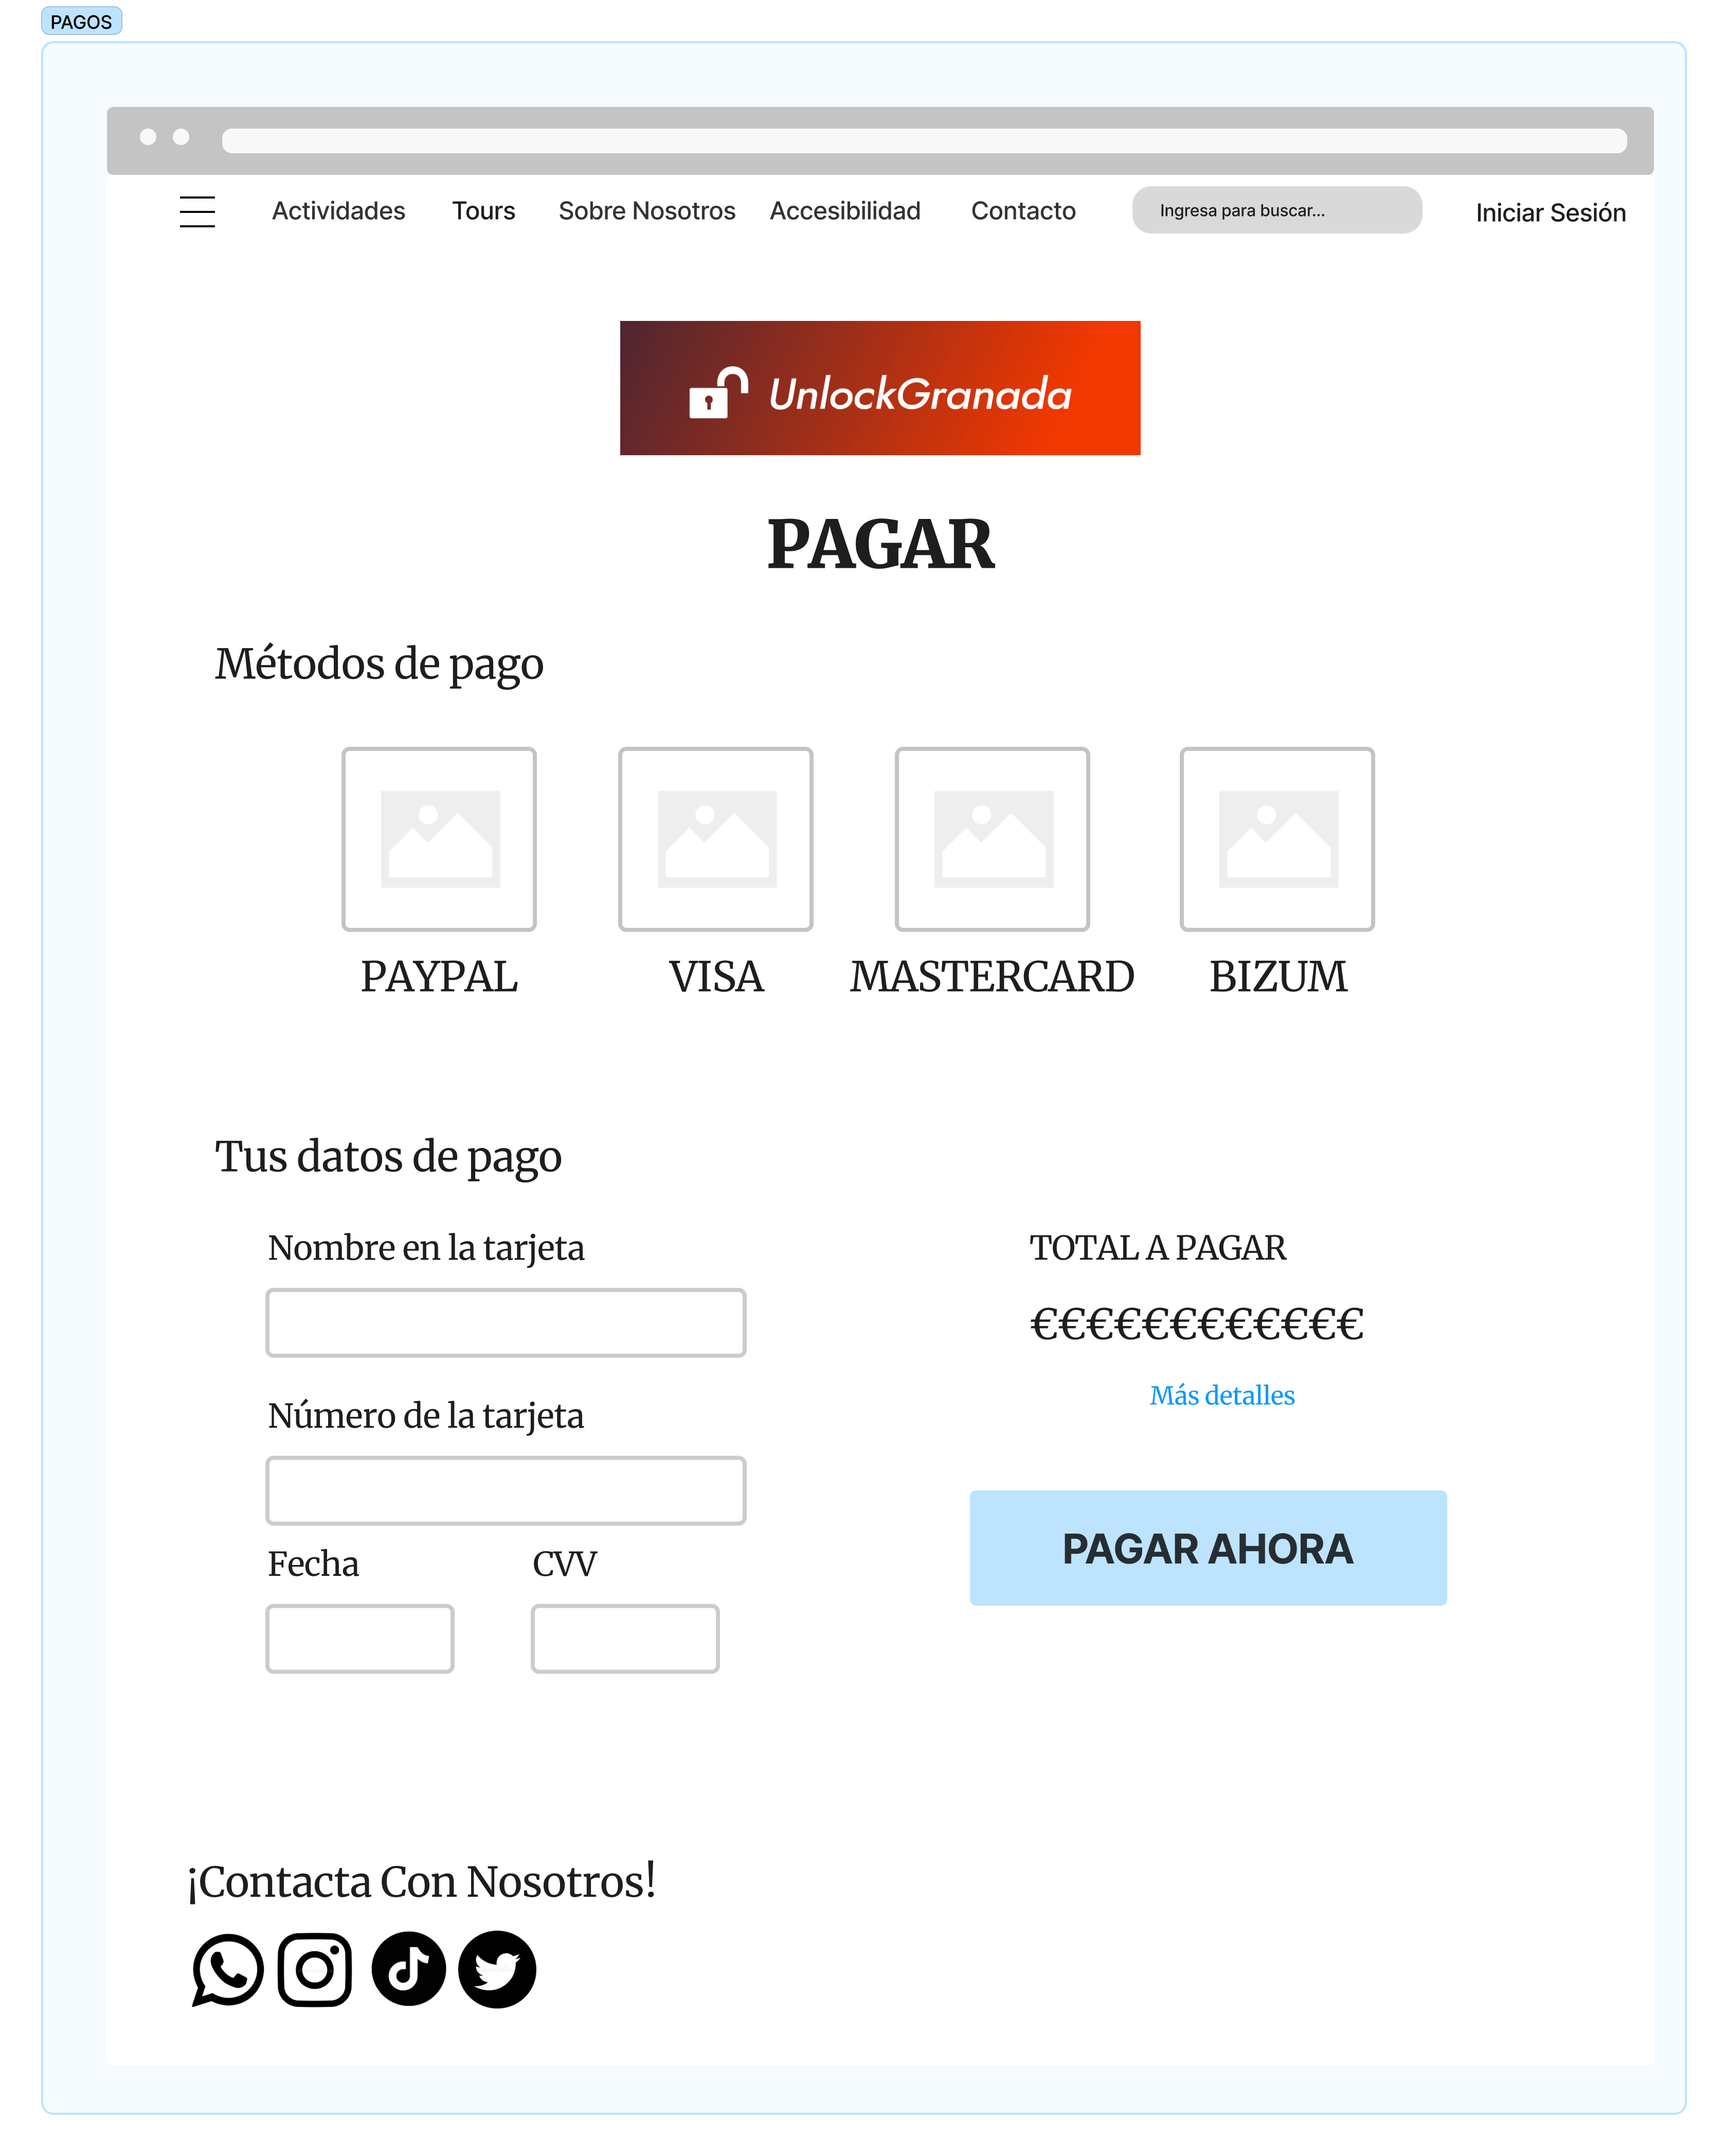 PAGOS
Actividades Tours Sobre Nosotros Accesibilidad Contacto Ingresa para buscar... Iniciar Sesión
UnlockGranada
PAGAR
Métodos de pago
PAYPAL VISA MASTERCARD BIZUM
Tus datos de pago
Nombre en la tarjeta
Número de la tarjeta
Fecha CVV
TOTAL A PAGAR
€€€€€€€€€€€€
Más detalles
PAGAR AHORA
¡Contacta Con Nosotros!